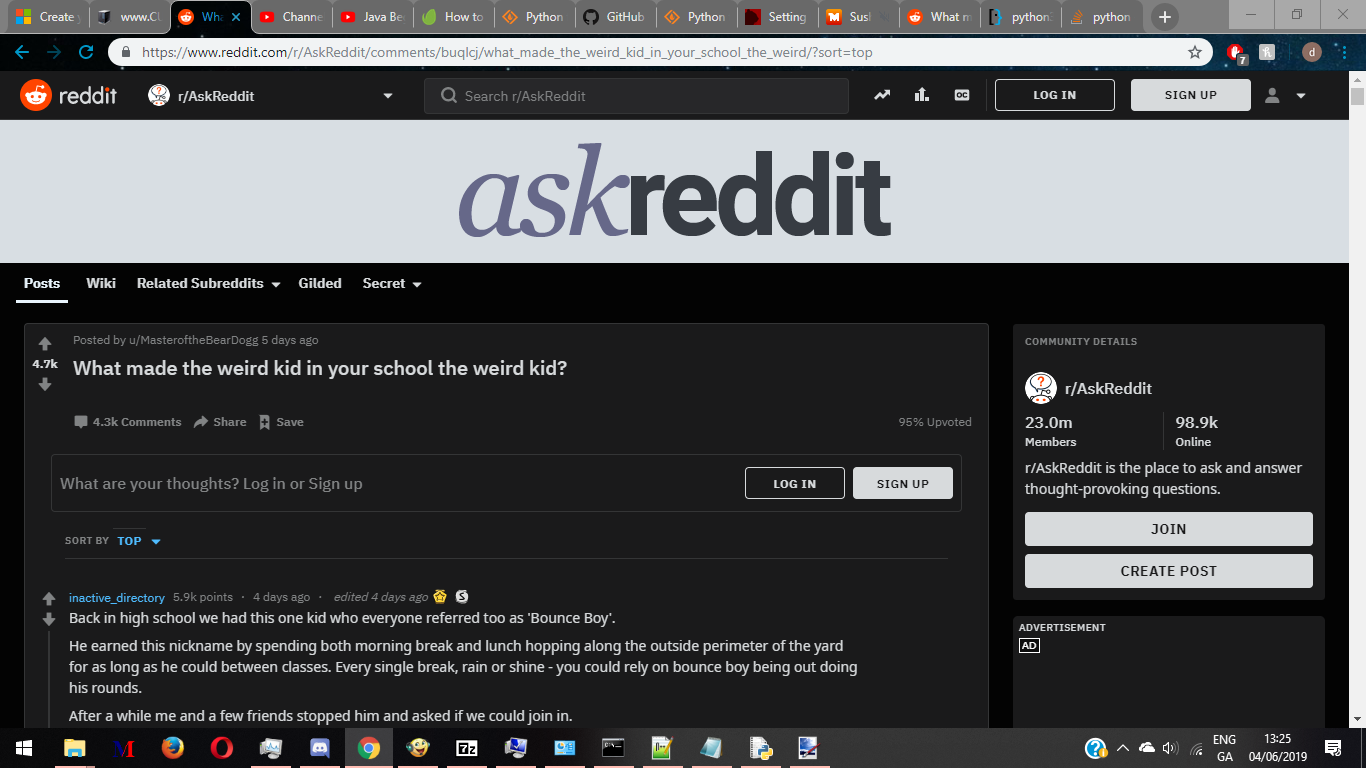 Create y
www.CU
Wha
Channe
Java Be
How to
Python
GitHub
Python
Setting
Susl
What m
python3
python
https://www.reddit.com/r/AskReddit/comments/buqlcj/what_made_the_weird_kid_in_your_school_the_weird/?sort=top
7
d
reddit
r/AskReddit
Search r/AskReddit
OC
LOG IN
SIGN UP
askreddit
Posts
Wiki
Related Subreddits
Gilded
Secret
Posted by u/MasteroftheBearDogg 5 days ago
4.7k
What made the weird kid in your school the weird kid?
4.3k Comments
Share
Save
95% Upvoted
What are your thoughts? Log in or Sign up
LOG IN
SIGN UP
SORT BY TOP
inactive_directory 5.9k points · 4 days ago · edited 4 days ago
Back in high school we had this one kid who everyone referred too as 'Bounce Boy'.
He earned this nickname by spending both morning break and lunch hopping along the outside perimeter of the yard
for as long as he could between classes. Every single break, rain or shine - you could rely on bounce boy being out doing
his rounds.
After a while me and a few friends stopped him and asked if we could join in.
COMMUNITY DETAILS
r/AskReddit
23.0m
Members
98.9k
Online
r/AskReddit is the place to ask and answer
thought-provoking questions.
JOIN
CREATE POST
ADVERTISEMENT
AD
M
7z
ENG
GA
13:25
04/06/2019